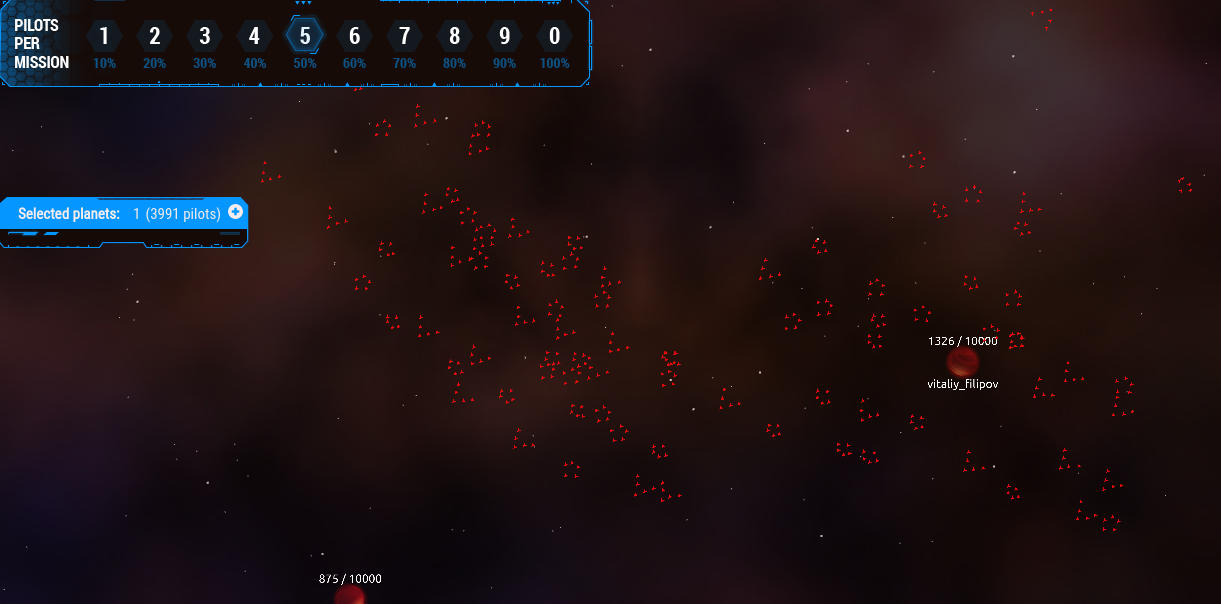 PILOTS
PER
MISSION
1 2 3 4 5 6 7 8 9 0
10% 20% 30% 40% 50% 60% 70% 80% 90% 100%
Selected planets: 1 (3991 pilots)
1326 / 10000
vitaliy_filipov
875 / 10000